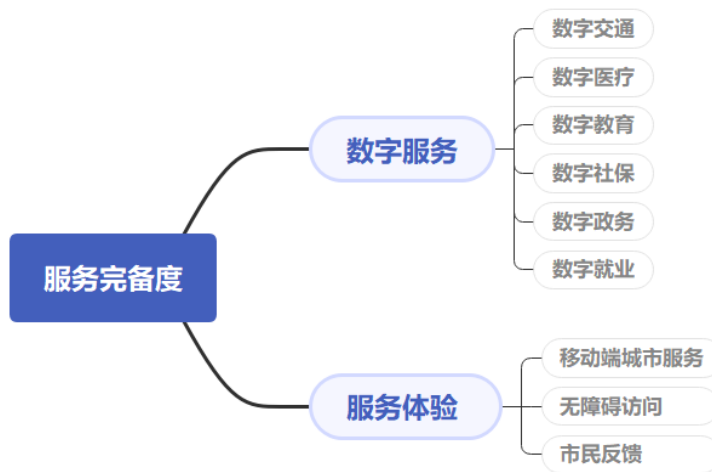 服务完备度
数字服务
数字交通
数字医疗
数字教育
数字社保
数字政务
数字就业
服务体验
移动端城市服务
无障碍访问
市民反馈